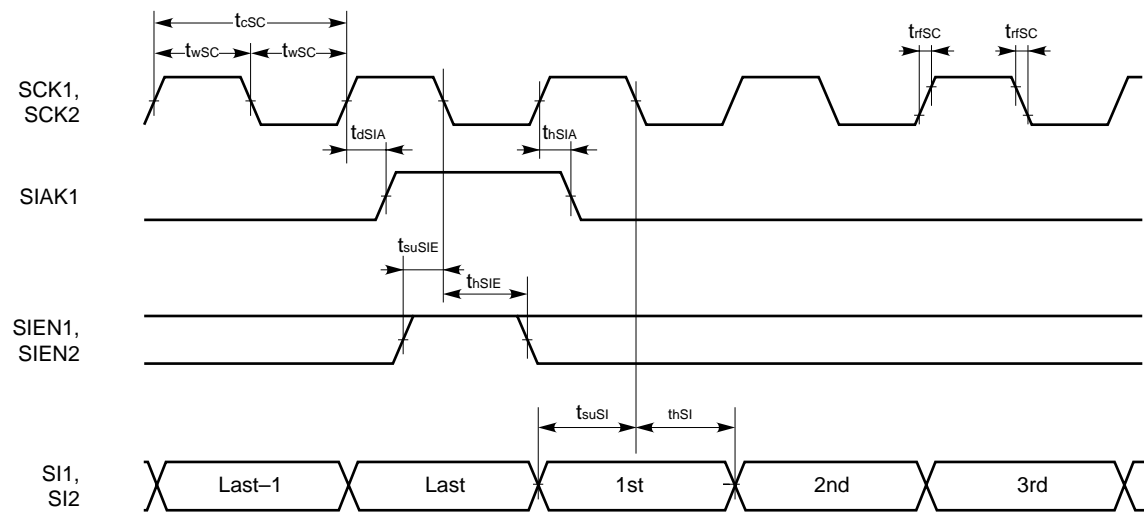 tcSC
twSC twSC trfSC trfSC
SCK1,
SCK2
tdSIA thSIA
SIAK1
tsuSIE
thSIE
SIEN1,
SIEN2
tsuSI thSI
SI1,
SI2
Last–1 Last 1st 2nd 3rd